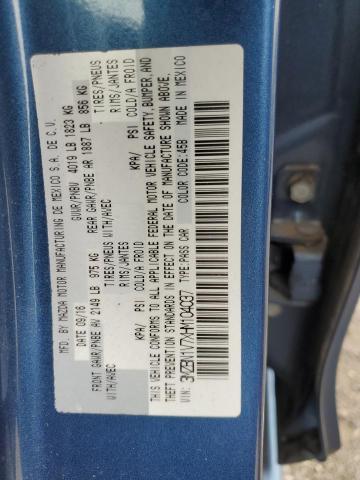 MFD. BY MAZDA MOTOR MANUFACTURING DE MEXICO S.A. DE C.V.
DATE 09/16 GVWR/PNBV 4019 LB 1823 KG
FRONT GAWR/PNBE AV 2149 LB 975 KG REAR GAWR/PNBE AR 1887 LB 856 KG
WITH/AVEC TIRES/PNEUS WITH/AVEC TIRES/PNEUS
RIMS/JANTES RIMS/JANTES
KPA/ PSI COLD/A FROID KPA/ PSI COLD/A FROID
THIS VEHICLE CONFORMS TO ALL APPLICABLE FEDERAL MOTOR VEHICLE SAFETY, BUMPER, AND
THEFT PREVENTION STANDARDS IN EFFECT ON THE DATE OF MANUFACTURE SHOWN ABOVE.
VIN: TYPE:PASS CAR COLOR CODE:45B MADE IN MEXICO